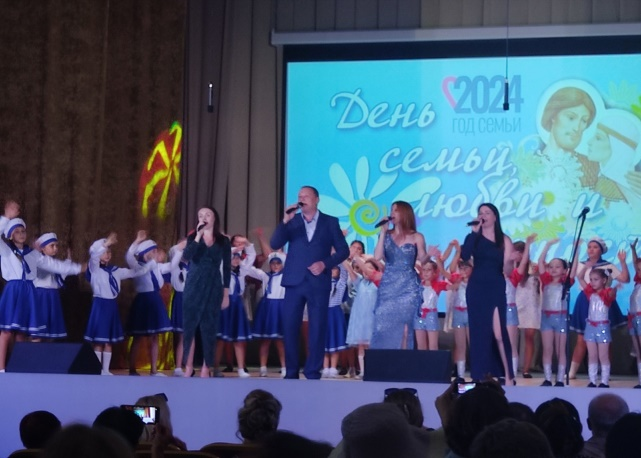 2024
ГОД СЕМЬИ
День
семьи,
любви и